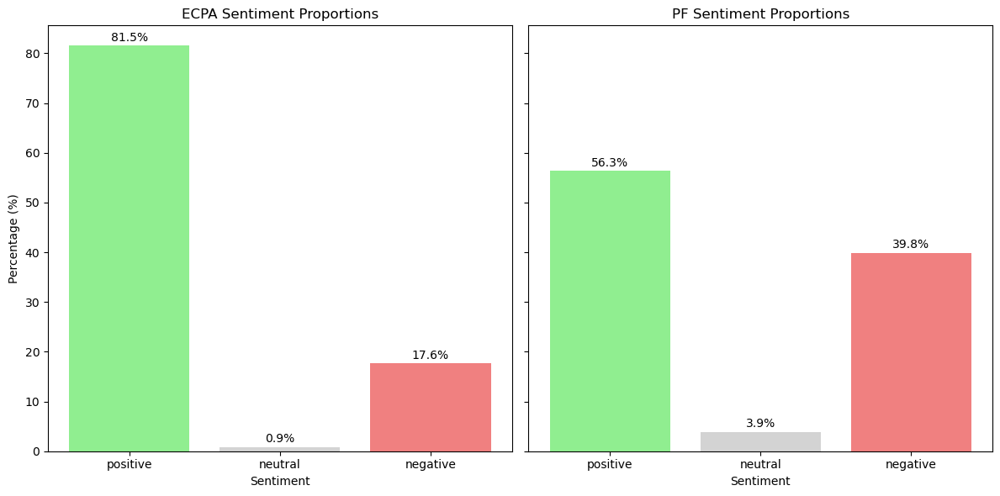 ECPA Sentiment Proportions
PF Sentiment Proportions
Percentage (%)
80
70
60
50
40
30
20
10
0
81.5%
0.9%
17.6%
56.3%
3.9%
39.8%
positive neutral negative
positive neutral negative
Sentiment
Sentiment